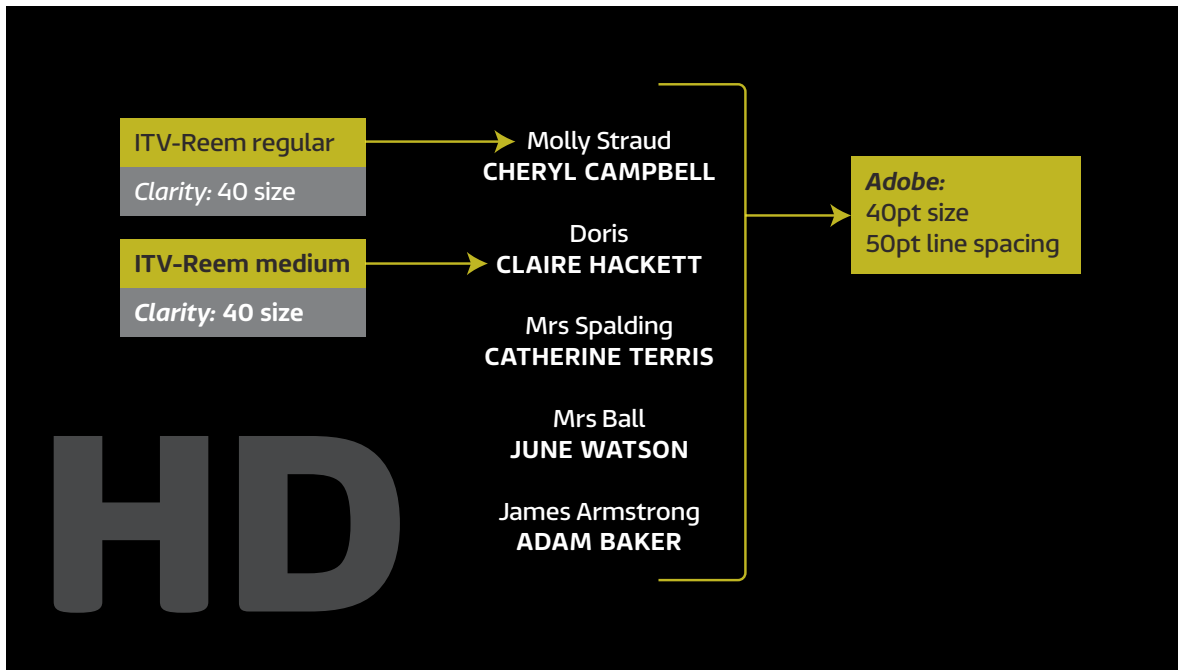 ITV-Reem regular
Clarity: 40 size
ITV-Reem medium
Clarity: 40 size
Molly Straud
CHERYL CAMPBELL
Doris
CLAIRE HACKETT
Mrs Spalding
CATHERINE TERRIS
Mrs Ball
JUNE WATSON
James Armstrong
ADAM BAKER
Adobe:
40pt size
50pt line spacing
HD